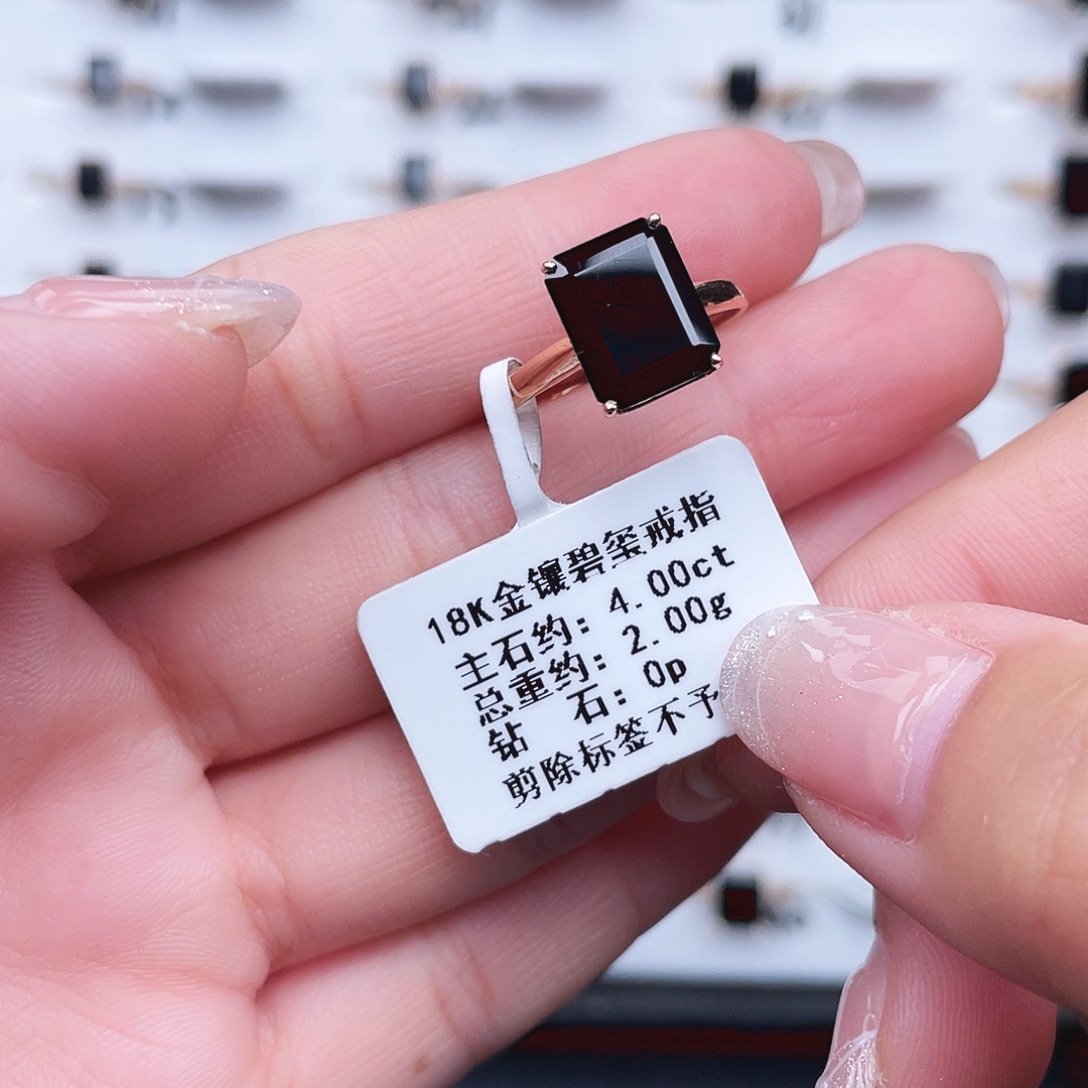 18K金镶碧玺戒指
主石约: 4.00ct
总重约: 2.00g
钻 石: 0p
剪除标签不予